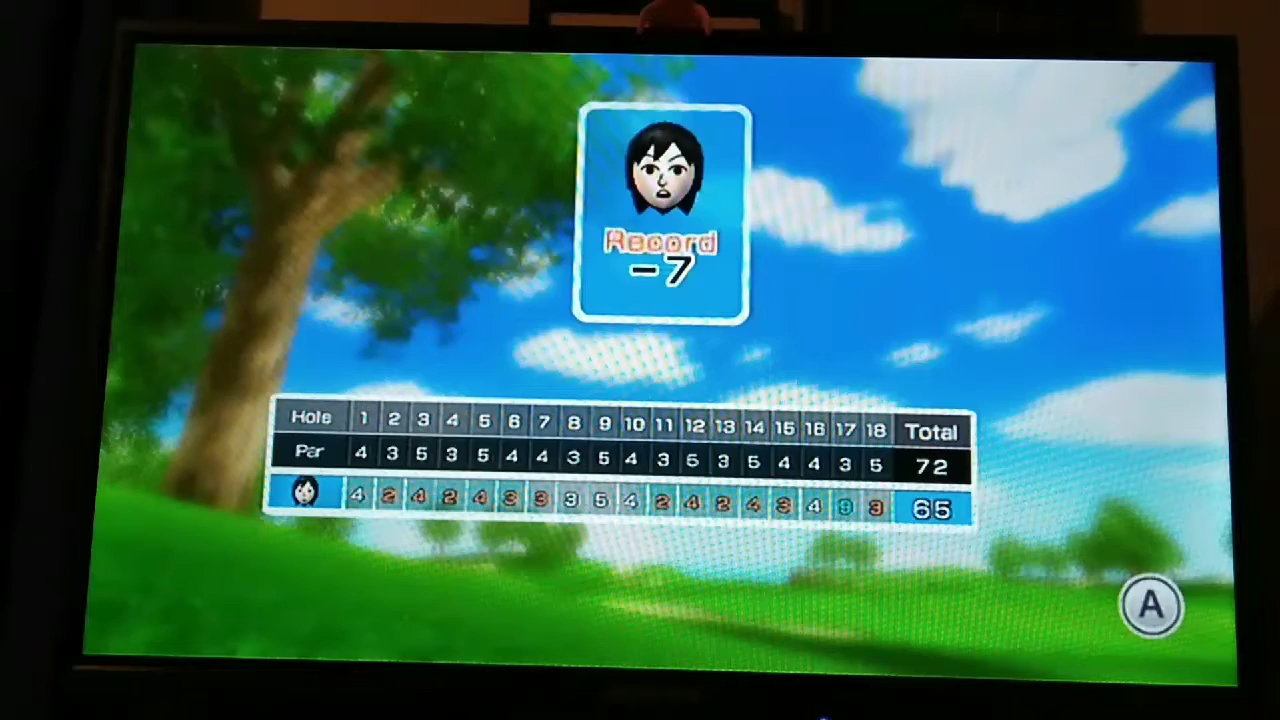 Record
-7
Hole 1 2 3 4 5 6 7 8 9 10 11 12 13 14 15 16 17 18 Total
Par 4 3 5 3 5 4 4 3 5 4 3 5 3 5 4 4 3 5 72
4 2 4 2 4 3 3 3 5 4 2 4 2 4 3 4 9 3 65
A